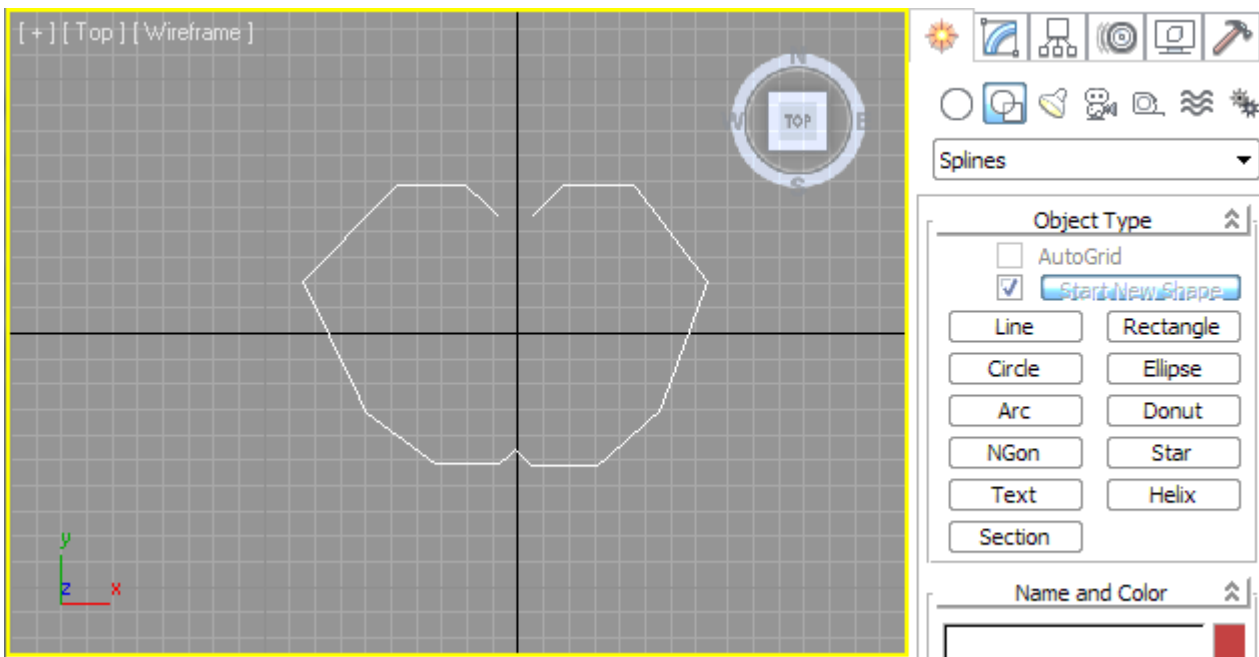 [ + ] [ Top ] [ Wireframe ]
N
W
TOP
E
S
y
z
x
Splines
Object Type
AutoGrid
Start New Shape
Line
Rectangle
Circle
Ellipse
Arc
Donut
NGon
Star
Text
Helix
Section
Name and Color